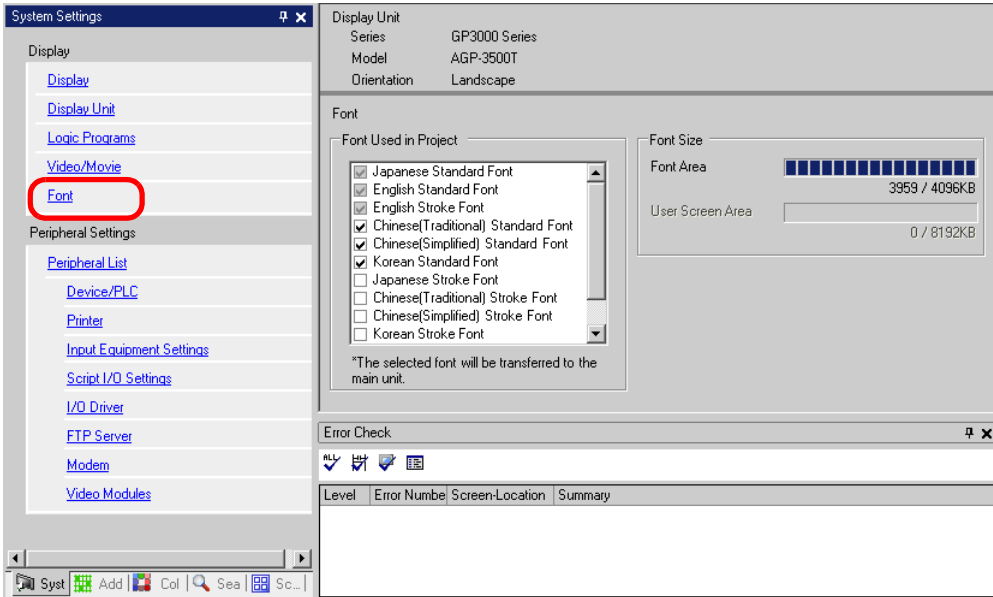 System Settings
Display
Display
Display Unit
Logic Programs
Video/Movie
Font
Peripheral Settings
Peripheral List
Device/PLC
Printer
Input Equipment Settings
Script I/O Settings
I/O Driver
FTP Server
Modem
Video Modules
Syst Add Col Sea Sc...
Display Unit
Series GP3000 Series
Model AGP-3500T
Orientation Landscape
Font
Font Used in Project
Japanese Standard Font
English Standard Font
English Stroke Font
Chinese(Traditional) Standard Font
Chinese(Simplified) Standard Font
Korean Standard Font
Japanese Stroke Font
Chinese(Traditional) Stroke Font
Chinese(Simplified) Stroke Font
Korean Stroke Font
*The selected font will be transferred to the
main unit.
Font Size
Font Area
3959 / 4096KB
User Screen Area
0 / 8192KB
Error Check
ALL
Level Error Numbe Screen-Location Summary